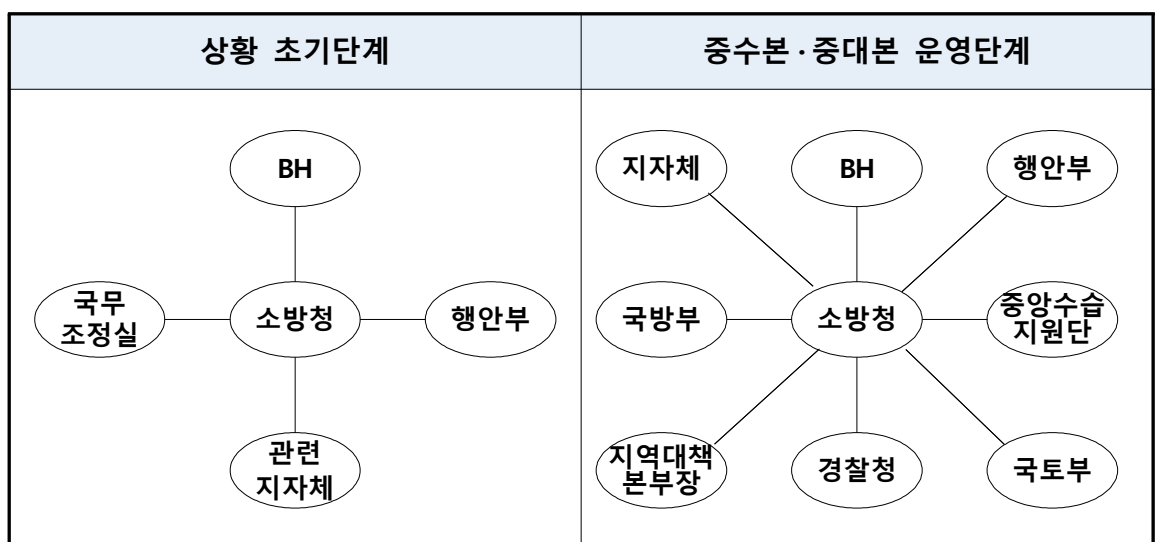 상황 초기단계
중수본·중대본 운영단계
BH
국무
조정실
소방청
행안부
관련
지자체
지자체
BH
행안부
국방부
소방청
중앙수습
지원단
지역대책
본부장
경찰청
국토부